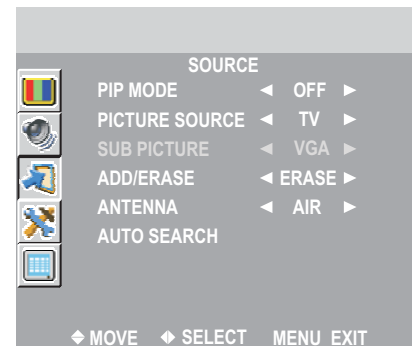 SOURCE
PIP MODE ◄ OFF ►
PICTURE SOURCE ◄ TV ►
SUB PICTURE ◄ VGA ►
ADD/ERASE ◄ ERASE ►
ANTENNA ◄ AIR ►
AUTO SEARCH
MOVE SELECT MENU EXIT